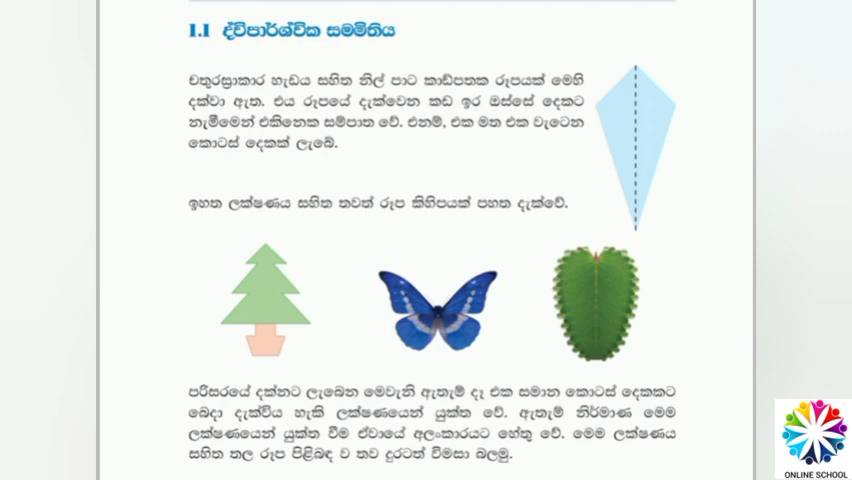 1.1 ද්විපාර්ශ්වික සමමිතිය
චතුරස්‍රාකාර හැඩය සහිත නිල් පාට කාඩ්පතක රූපයක් මෙහි
දක්වා ඇත. එය රූපයේ දැක්වෙන කඩ ඉර ඔස්සේ දෙකට
නැමීමෙන් එකිනෙක සම්පාත වේ. එනම්, එක මත එක වැටෙන
කොටස් දෙකක් ලැබේ.
ඉහත ලක්ෂණය සහිත තවත් රූප කිහිපයක් පහත දැක්වේ.
පරිසරයේ දක්නට ලැබෙන මෙවැනි ඇතැම් දෑ එක සමාන කොටස් දෙකකට
බෙදා දැක්විය හැකි ලක්ෂණයෙන් යුක්ත වේ. ඇතැම් නිර්මාණ මෙම
ලක්ෂණයෙන් යුක්ත වීම ඒවායේ අලංකාරයට හේතු වේ. මෙම ලක්ෂණය
සහිත තල රූප පිළිබඳ ව තව දුරටත් විමසා බලමු.
ONLINE SCHOOL